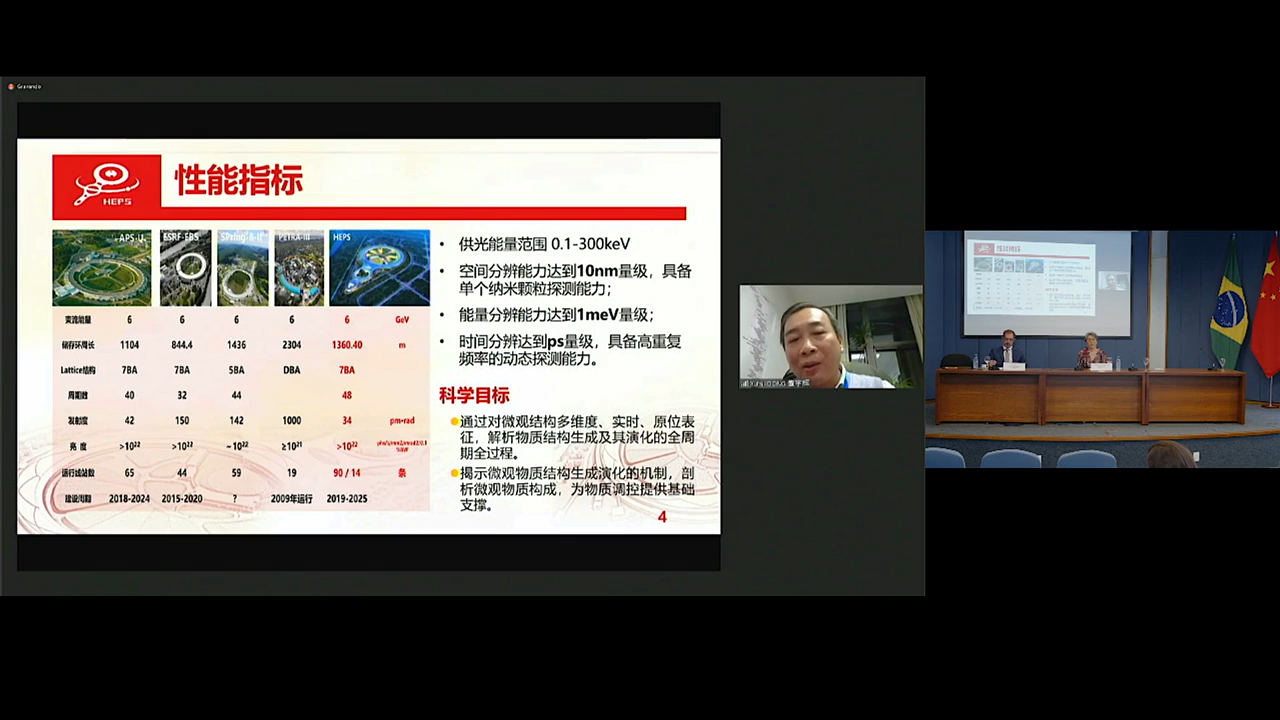 Gravando
HEPS
性能指标
APS-U
ESRF-EBS
SPring-8-II
PETRA-III
HEPS
束流能量 6 6 6 6 6 GeV
储存环周长 1104 844.4 1436 2304 1360.40 m
Lattice结构 7BA 7BA 5BA DBA 7BA
周期数 40 32 44 48
发射度 42 150 142 1000 34 pm•rad
亮 度 >10²² >10²² ~10²² ≥10²¹ >10²²
运行线站数 65 44 59 19 90 / 14 条
建设周期 2018-2024 2015-2020 ? 2009年运行 2019-2025
• 供光能量范围 0.1-300keV
• 空间分辨能力达到10nm量级，具备
单个纳米颗粒探测能力；
• 能量分辨能力达到1meV量级；
• 时间分辨达到ps量级，具备高重复
频率的动态探测能力。
科学目标
通过对微观结构多维度、实时、原位表
征，解析物质结构生成及其演化的全周
期全过程。
揭示微观物质结构生成演化的机制，剖
析微观物质构成，为物质调控提供基础
支撑。
4
性能指标